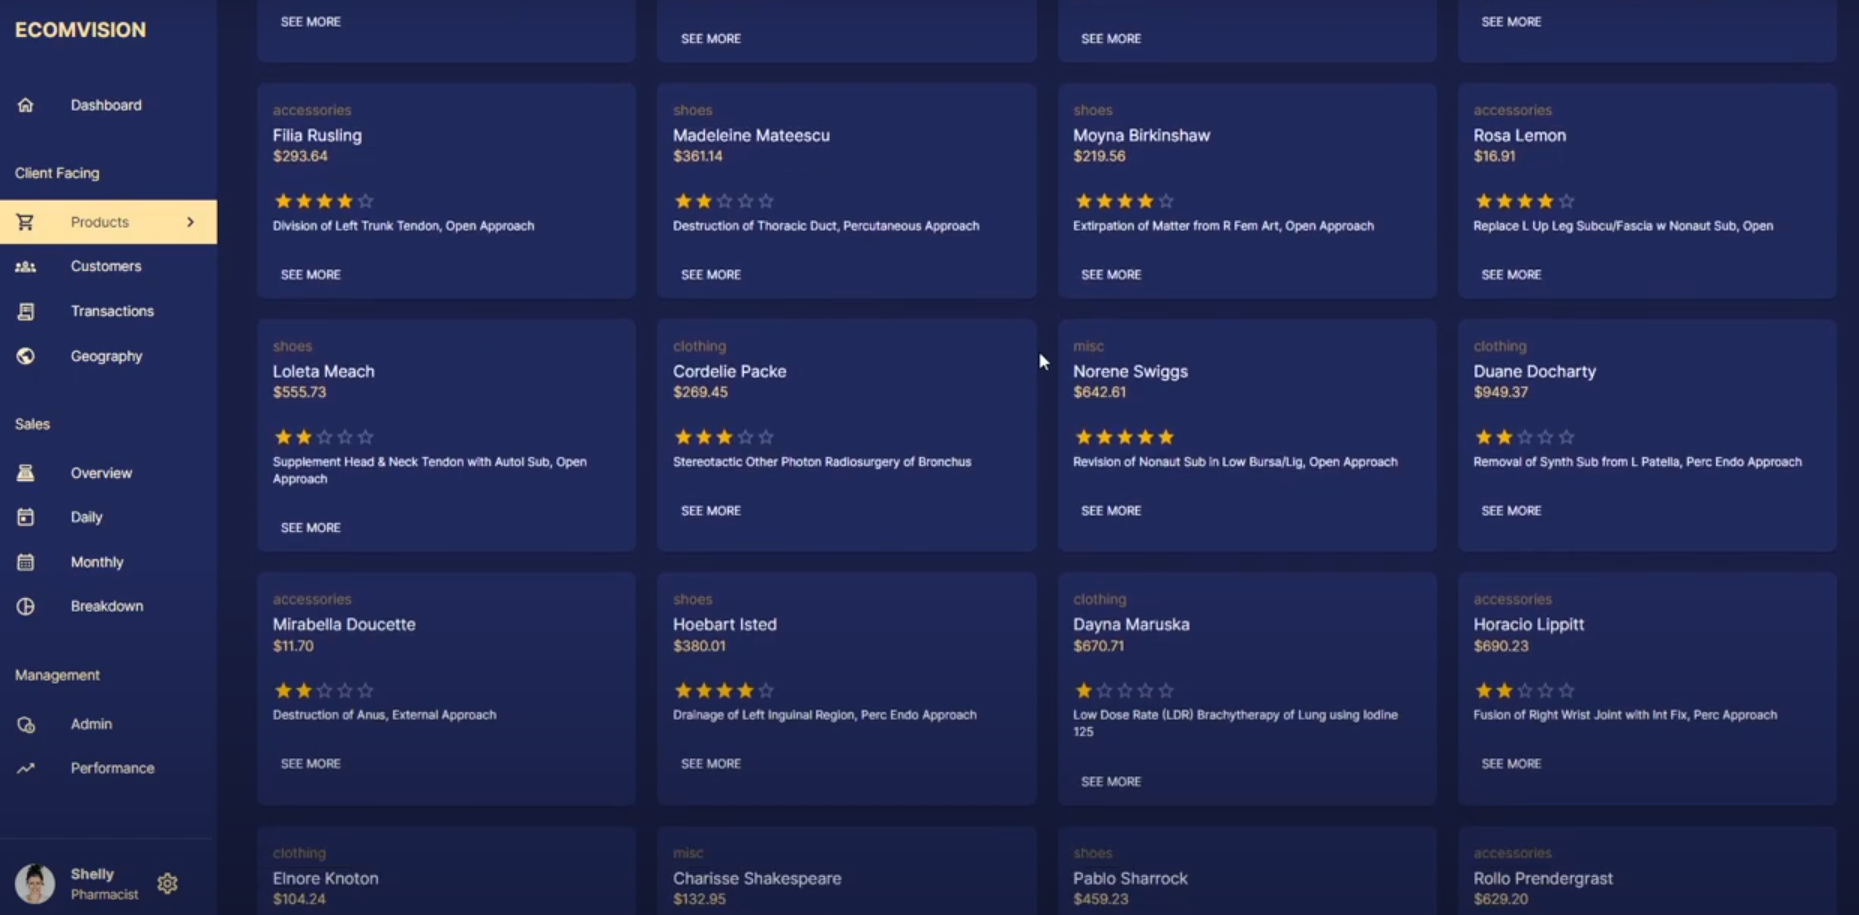 ECOMVISION
Dashboard
Client Facing
Products
Customers
Transactions
Geography
Sales
Overview
Daily
Monthly
Breakdown
Management
Admin
Performance
Shelly
Pharmacist
SEE MORE
SEE MORE
SEE MORE
SEE MORE
accessories
Filia Rusling
$293.64
Division of Left Trunk Tendon, Open Approach
SEE MORE
shoes
Madeleine Mateescu
$361.14
Destruction of Thoracic Duct, Percutaneous Approach
SEE MORE
shoes
Moyna Birkinshaw
$219.56
Extirpation of Matter from R Fem Art, Open Approach
SEE MORE
accessories
Rosa Lemon
$16.91
Replace L Up Leg Subcu/Fascia w Nonaut Sub, Open
SEE MORE
shoes
Loleta Meach
$555.73
Supplement Head & Neck Tendon with Autol Sub, Open
Approach
SEE MORE
clothing
Cordelie Packe
$269.45
Stereotactic Other Photon Radiosurgery of Bronchus
SEE MORE
misc
Norene Swiggs
$642.61
Revision of Nonaut Sub in Low Bursa/Lig, Open Approach
SEE MORE
clothing
Duane Docharty
$949.37
Removal of Synth Sub from L Patella, Perc Endo Approach
SEE MORE
accessories
Mirabella Doucette
$11.70
Destruction of Anus, External Approach
SEE MORE
shoes
Hoebart Isted
$380.01
Drainage of Left Inguinal Region, Perc Endo Approach
SEE MORE
clothing
Dayna Maruska
$670.71
Low Dose Rate (LDR) Brachytherapy of Lung using Iodine
125
SEE MORE
accessories
Horacio Lippitt
$690.23
Fusion of Right Wrist Joint with Int Fix, Perc Approach
SEE MORE
clothing
Elnore Knoton
$104.24
misc
Charisse Shakespeare
$132.95
shoes
Pablo Sharrock
$459.23
accessories
Rollo Prendergrast
$629.20